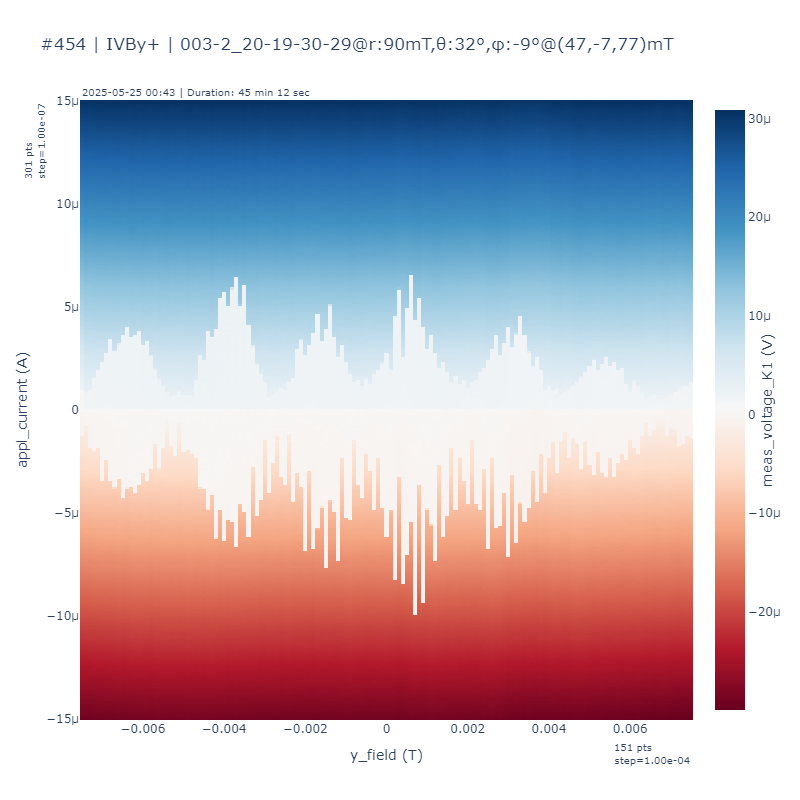 #454 | IVBy+ | 003-2_20-19-30-29@r:90mT,θ:32°,φ:-9°@(47,-7,77)mT
2025-05-25 00:43 | Duration: 45 min 12 sec
301 pts
step=1.00e-07
15μ
10μ
5μ
0
−5μ
−10μ
−15μ
appl_current (A)
−0.006
−0.004
−0.002
0
0.002
0.004
0.006
y_field (T)
151 pts
step=1.00e-04
30μ
20μ
10μ
0
−10μ
−20μ
meas_voltage_K1 (V)